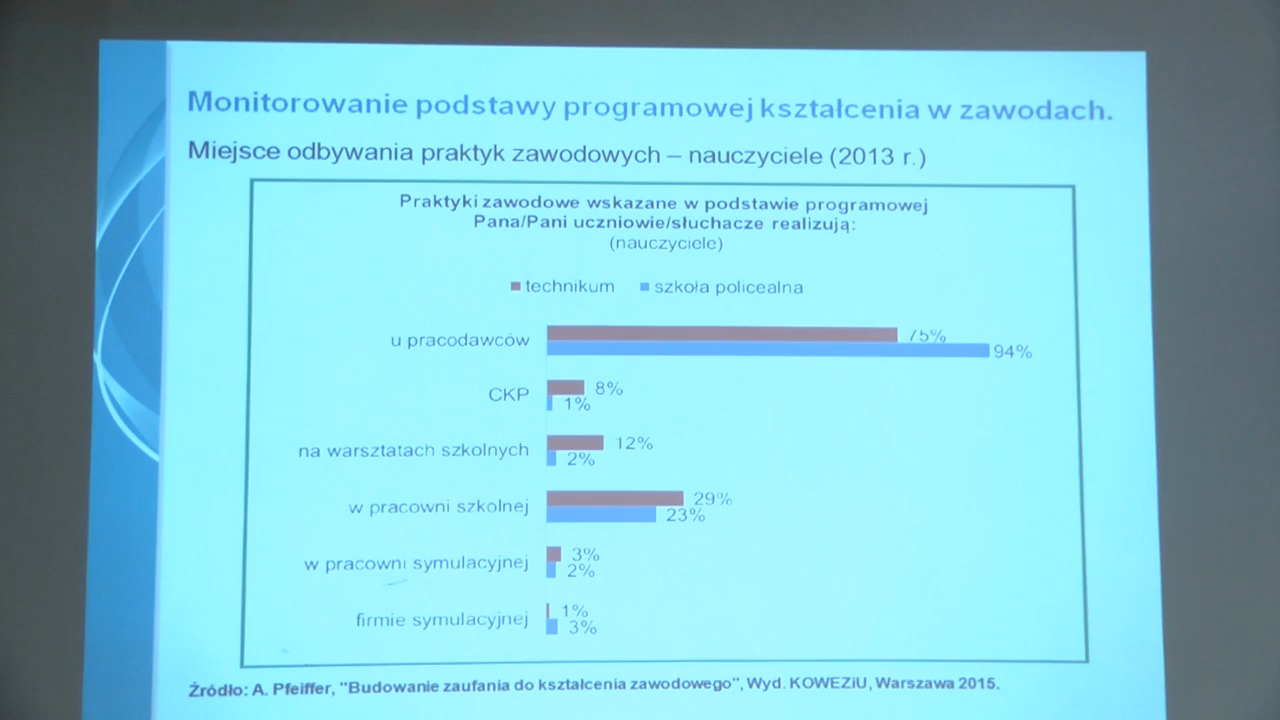 Monitorowanie podstawy programowej kształcenia w zawodach.
Miejsce odbywania praktyk zawodowych – nauczyciele (2013 r.)
Praktyki zawodowe wskazane w podstawie programowej
Pana/Pani uczniowie/słuchacze realizują:
(nauczyciele)
technikum szkoła policealna
u pracodawców 75%
94%
CKP 8%
1%
na warsztatach szkolnych 12%
2%
w pracowni szkolnej 29%
23%
w pracowni symulacyjnej 3%
2%
firmie symulacyjnej 1%
3%
Źródło: A. Pfeiffer, "Budowanie zaufania do kształcenia zawodowego", Wyd. KOWEZiU, Warszawa 2015.